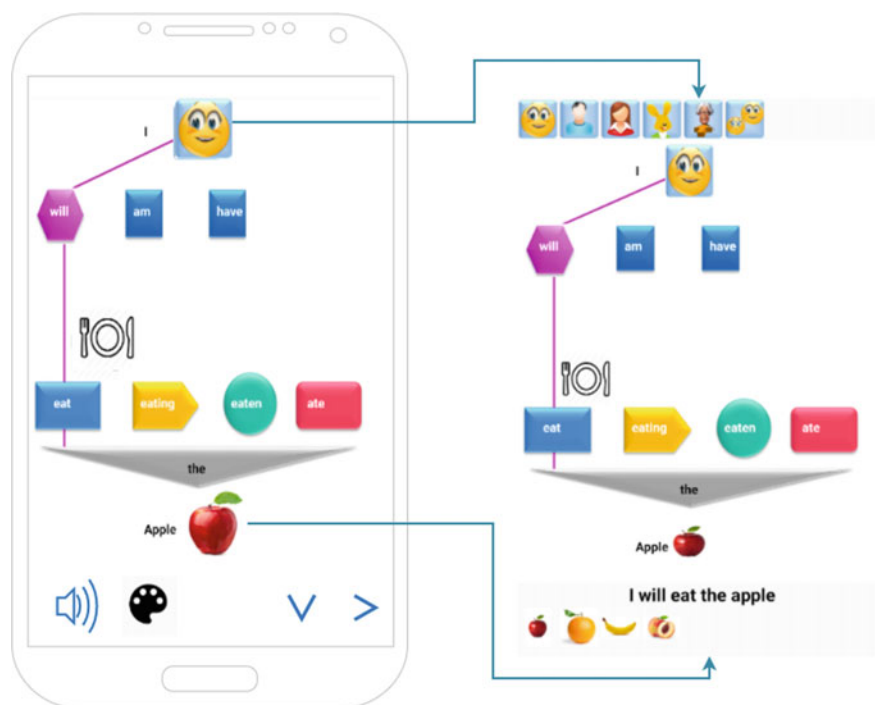 I
will am have
eat eating eaten ate
the
Apple
I
will am have
eat eating eaten ate
the
Apple
I will eat the apple